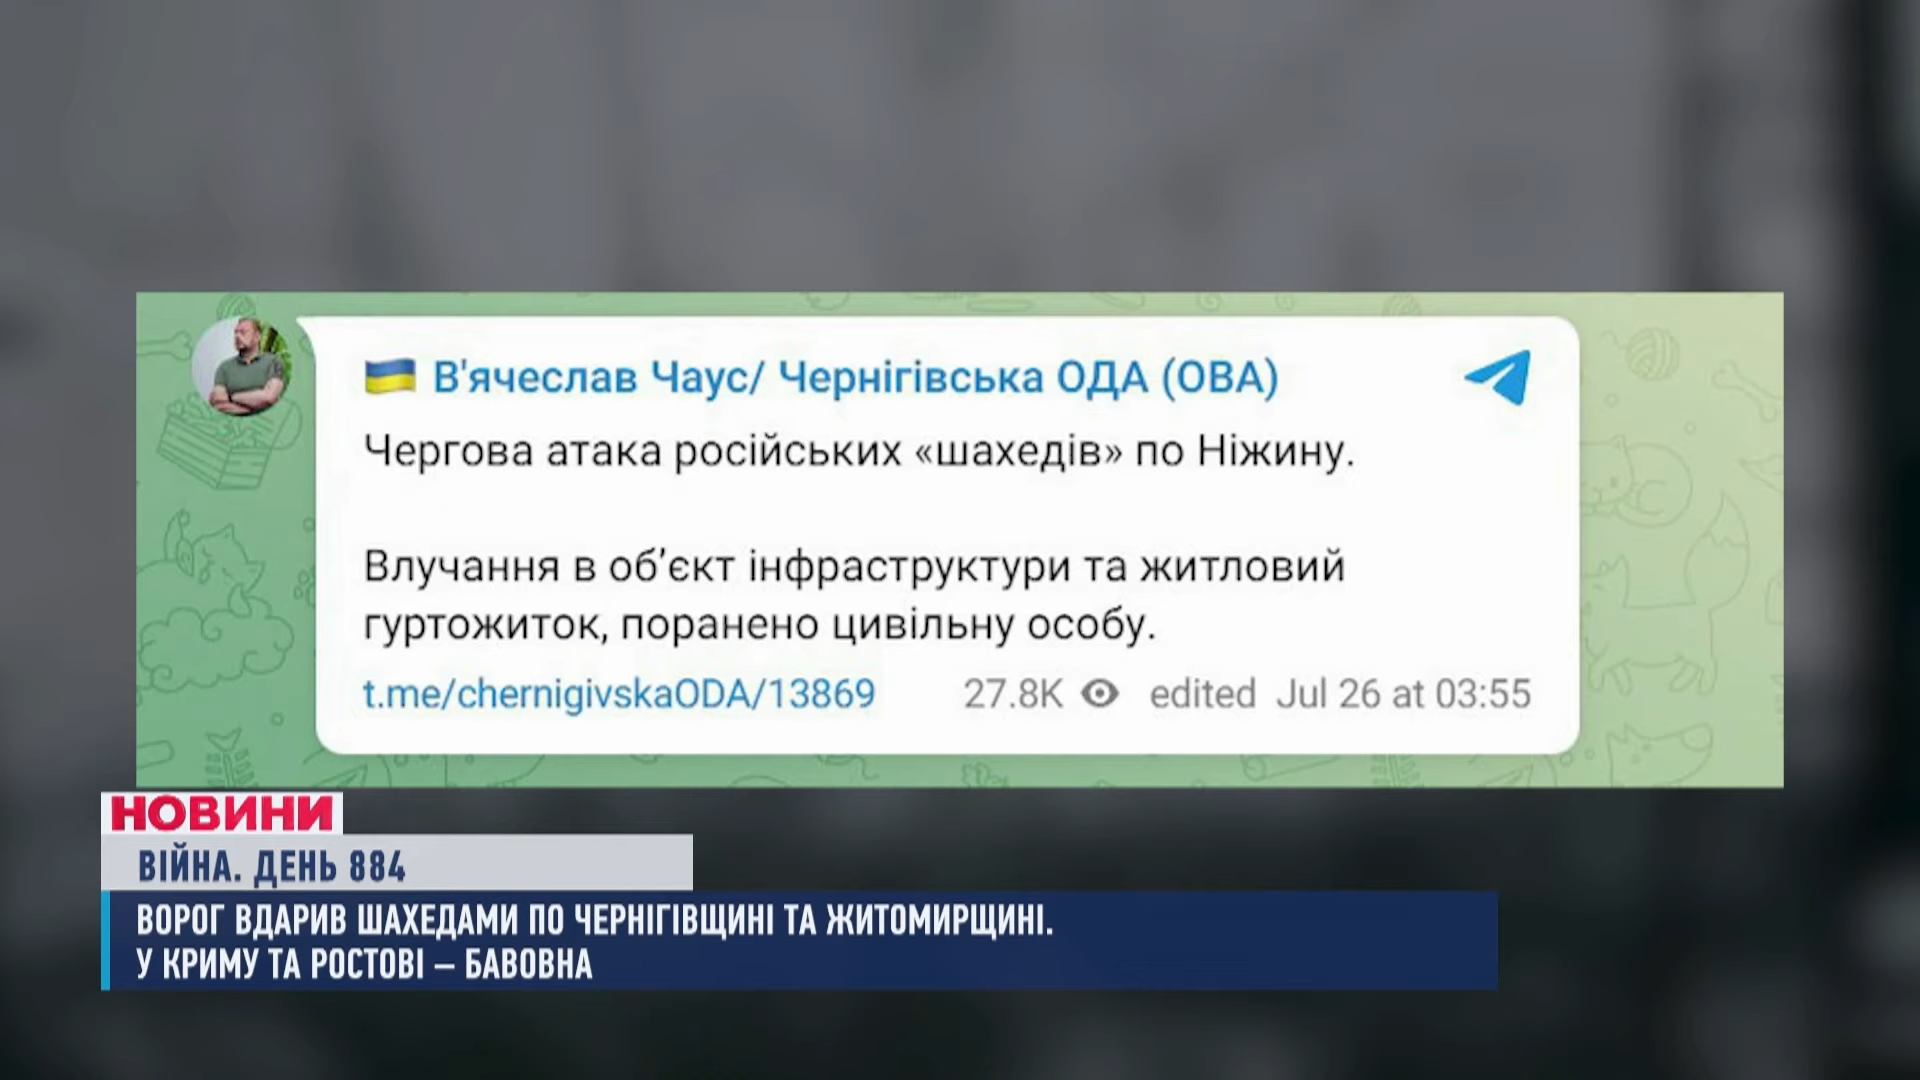 В'ячеслав Чаус/ Чернігівська ОДА (ОВА)
Чергова атака російських «шахедів» по Ніжину.
Влучання в об’єкт інфраструктури та житловий
гуртожиток, поранено цивільну особу.
t.me/chernigivskaODA/13869 27.8K edited Jul 26 at 03:55
НОВИНИ
ВІЙНА. ДЕНЬ 884
ВОРОГ ВДАРИВ ШАХЕДАМИ ПО ЧЕРНІГІВЩИНІ ТА ЖИТОМИРЩИНІ.
У КРИМУ ТА РОСТОВІ – БАВОВНА